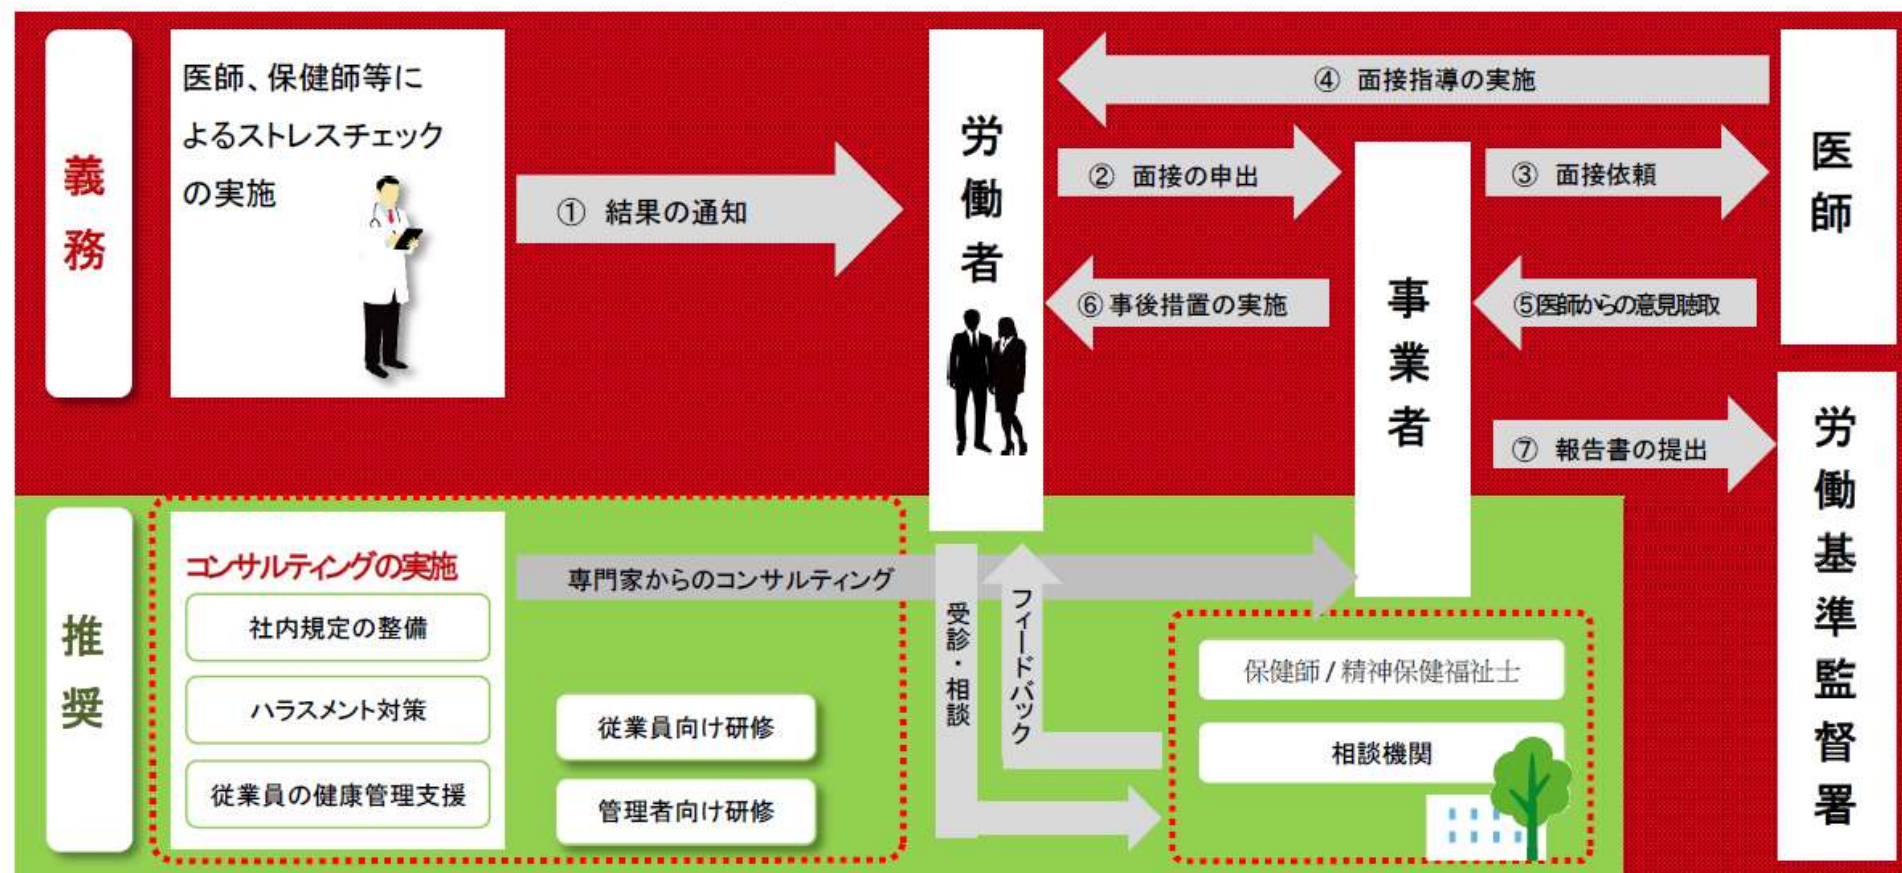 義務
医師、保健師等に
よるストレスチェック
の実施
① 結果の通知
労働者
④ 面接指導の実施
② 面接の申出
③ 面接依頼
医師
⑥事後措置の実施
事業者
⑤医師からの意見聴取
⑦ 報告書の提出
労働基準監督署
推奨
コンサルティングの実施
社内規定の整備
ハラスメント対策
従業員の健康管理支援
専門家からのコンサルティング
従業員向け研修
管理者向け研修
受診・相談
フィードバック
保健師 / 精神保健福祉士
相談機関